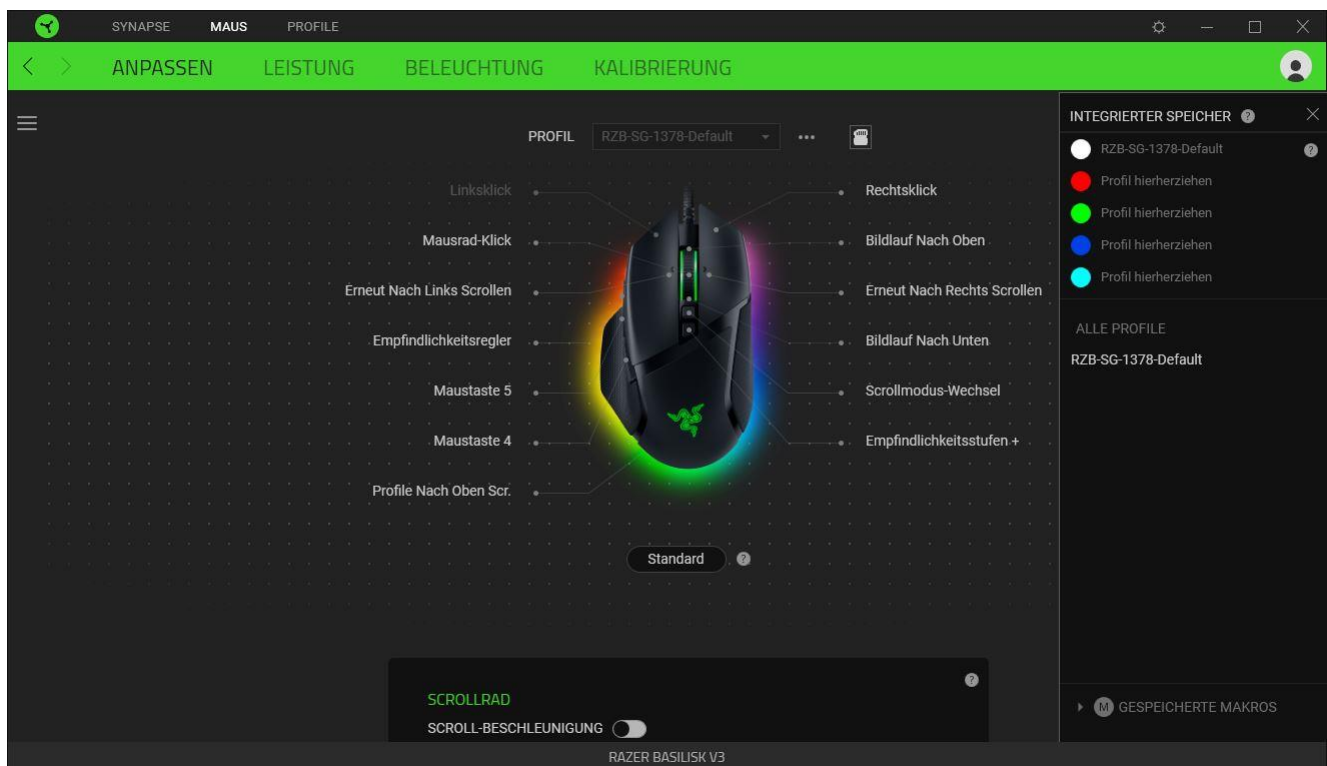 SYNAPSE MAUS PROFILE
ANPASSEN LEISTUNG BELEUCHTUNG KALIBRIERUNG
PROFIL RZB-SG-1378-Default
Linksklick
Mausrad-Klick
Erneut Nach Links Scrollen
Empfindlichkeitsregler
Maustaste 5
Maustaste 4
Profile Nach Oben Scr.
Rechtsklick
Bildlauf Nach Oben
Erneut Nach Rechts Scrollen
Bildlauf Nach Unten
Scrollmodus-Wechsel
Empfindlichkeitsstufen +
Standard ?
?
SCROLLRAD
SCROLL-BESCHLEUNIGUNG
INTEGRIERTER SPEICHER ?
RZB-SG-1378-Default ?
Profil hierherziehen
Profil hierherziehen
Profil hierherziehen
Profil hierherziehen
ALLE PROFILE
RZB-SG-1378-Default
M GESPEICHERTE MAKROS
RAZER BASILISK V3